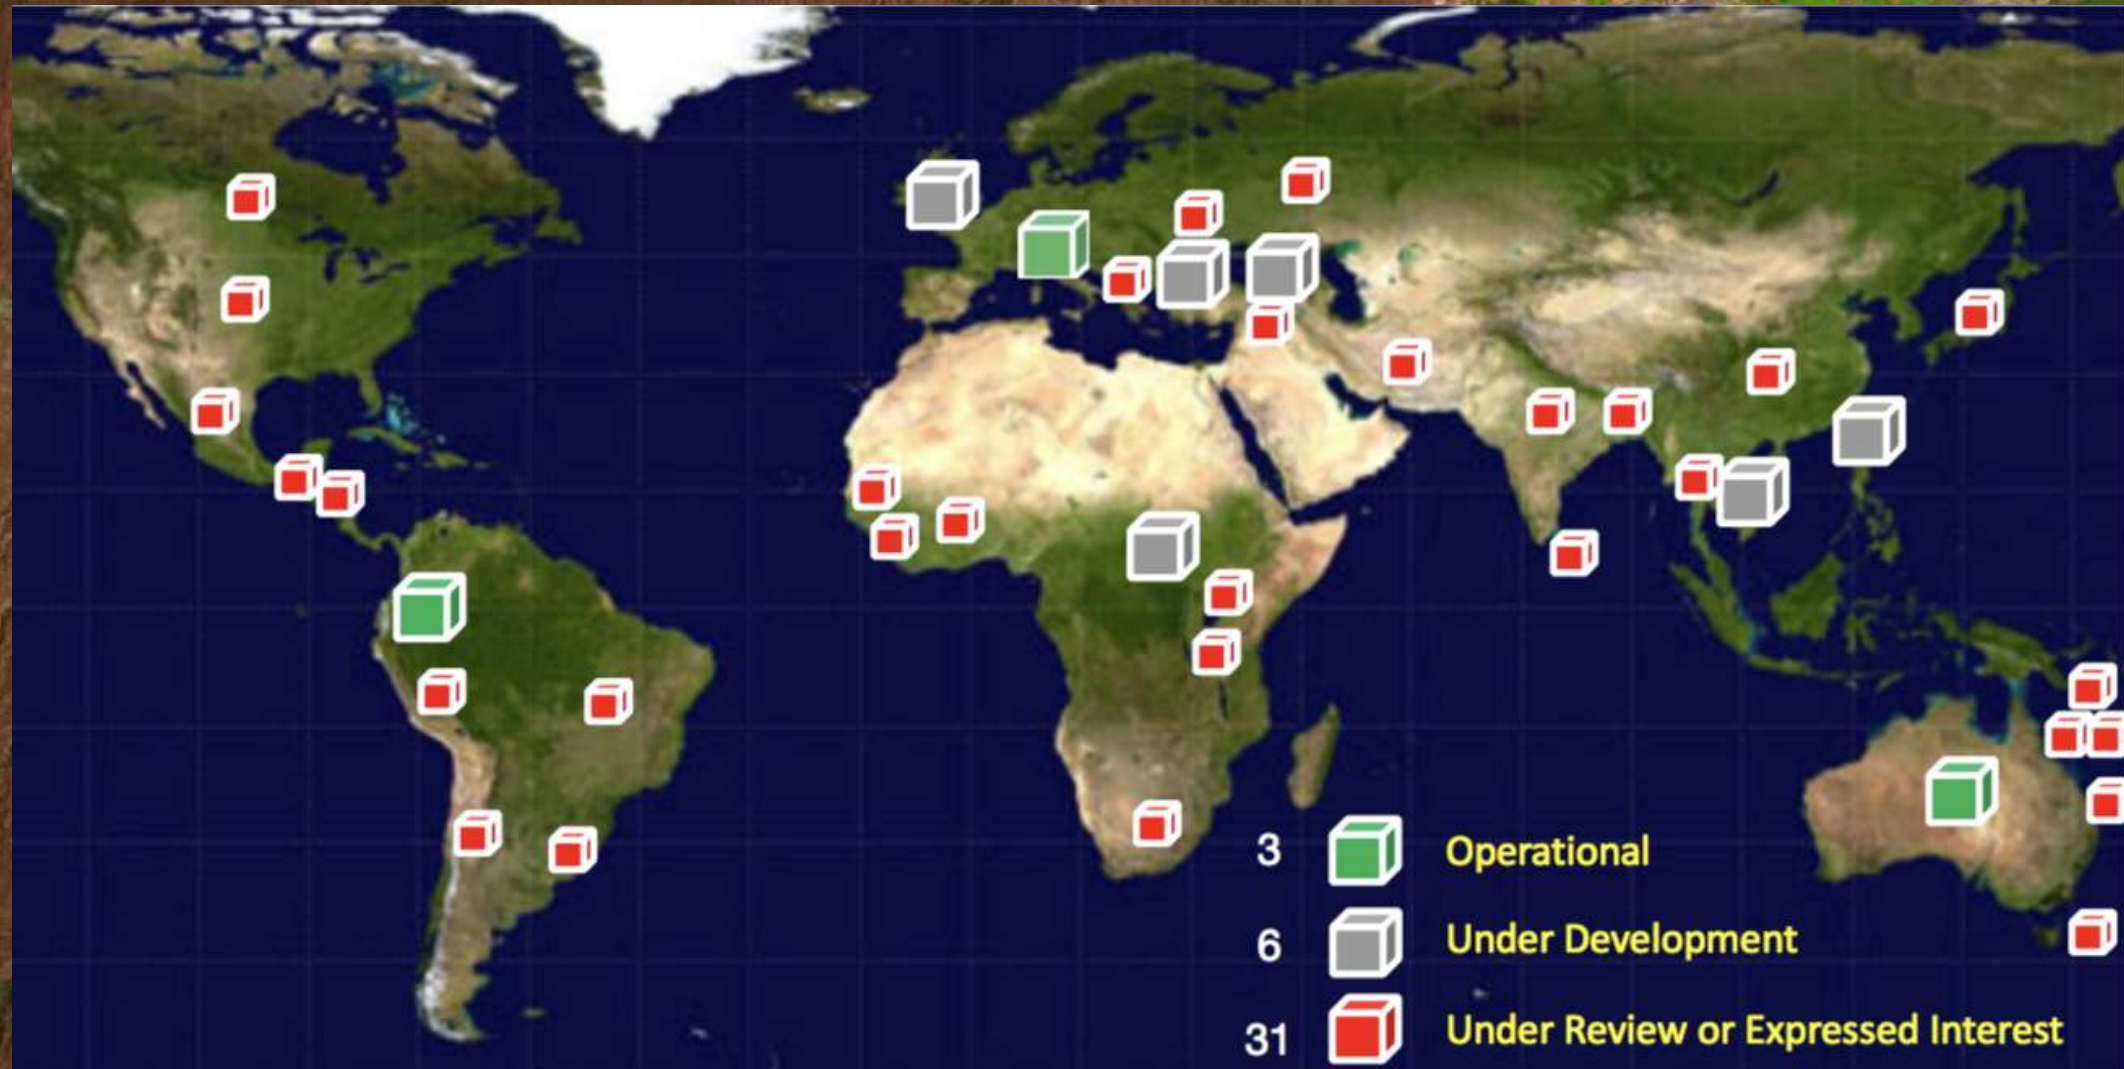 3 Operational
6 Under Development
31 Under Review or Expressed Interest